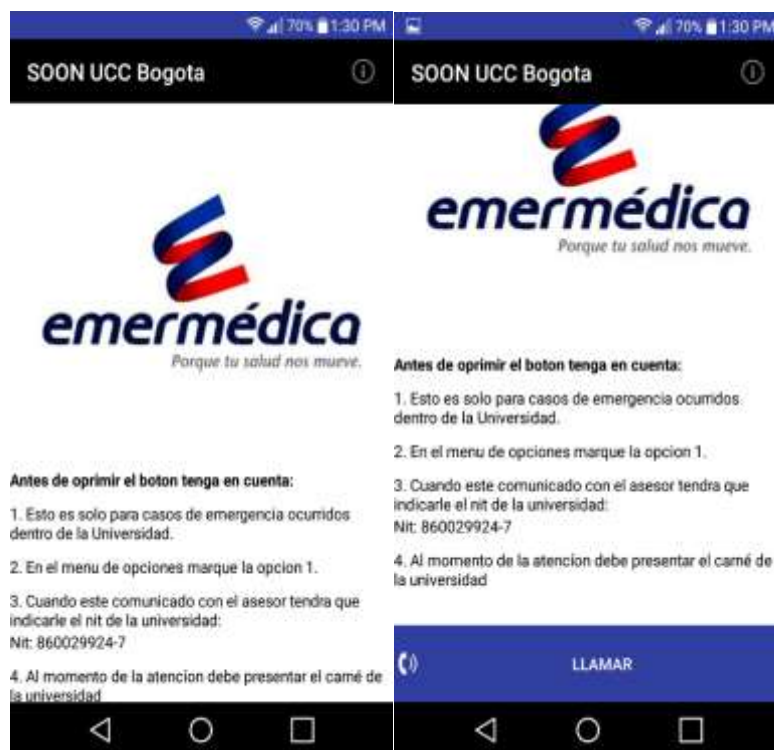 70% 1:30 PM
SOON UCC Bogota
emermédica
Porque tu salud nos mueve.
Antes de oprimir el boton tenga en cuenta:
1. Esto es solo para casos de emergencia ocurridos
dentro de la Universidad.
2. En el menu de opciones marque la opcion 1.
3. Cuando este comunicado con el asesor tendra que
indicarle el nit de la universidad:
Nit: 860029924-7
4. Al momento de la atencion debe presentar el carné de
la universidad
70% 1:30 PM
SOON UCC Bogota
emermédica
Porque tu salud nos mueve.
Antes de oprimir el boton tenga en cuenta:
1. Esto es solo para casos de emergencia ocurridos
dentro de la Universidad.
2. En el menu de opciones marque la opcion 1.
3. Cuando este comunicado con el asesor tendra que
indicarle el nit de la universidad:
Nit: 860029924-7
4. Al momento de la atencion debe presentar el carné de
la universidad
LLAMAR